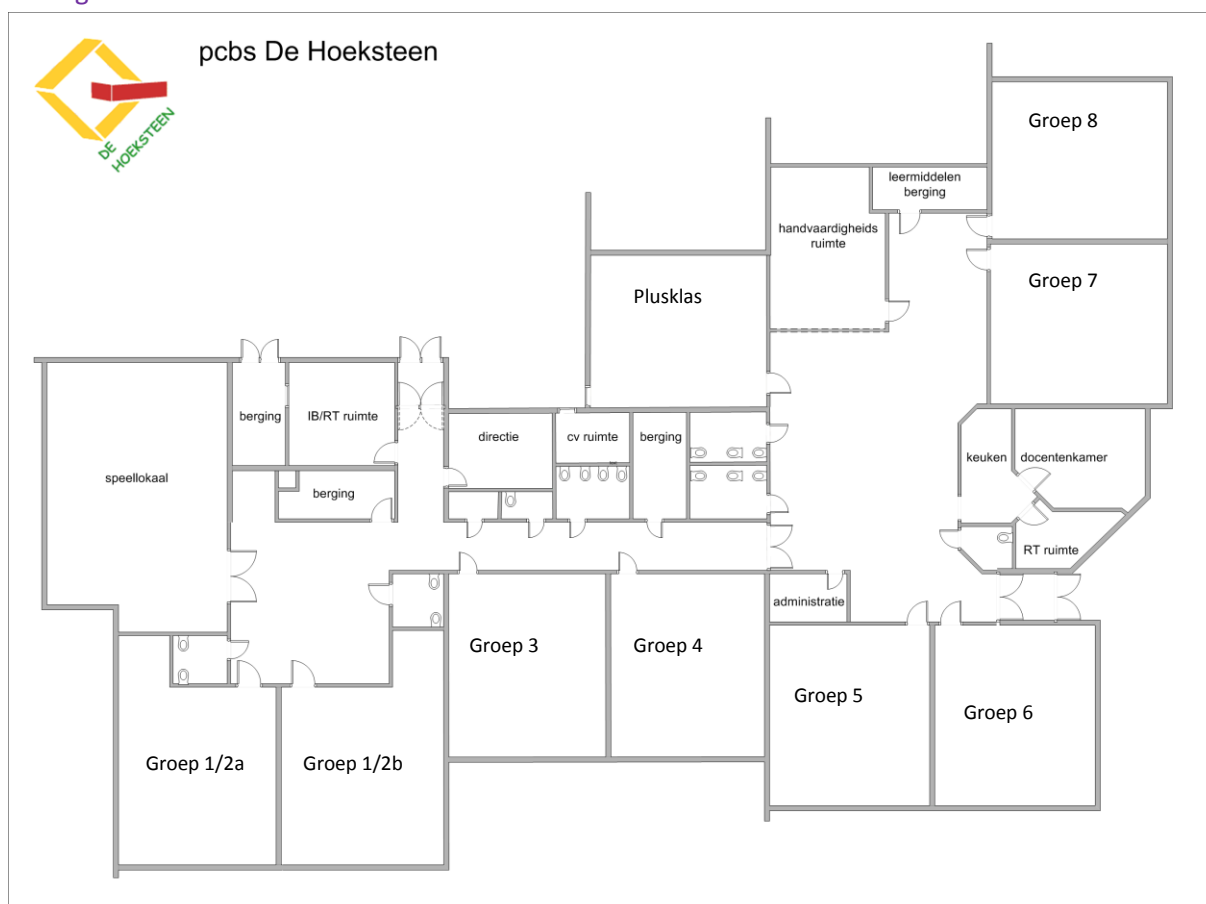 pcbs De Hoeksteen
DE
HOEKSTEEN
Groep 8
leermiddelen
berging
handvaardigheids
ruimte
Groep 7
Plusklas
berging
IB/RT ruimte
directie
cv ruimte
berging
keuken
docentenkamer
speellokaal
berging
RT ruimte
administratie
Groep 3
Groep 4
Groep 5
Groep 6
Groep 1/2a
Groep 1/2b